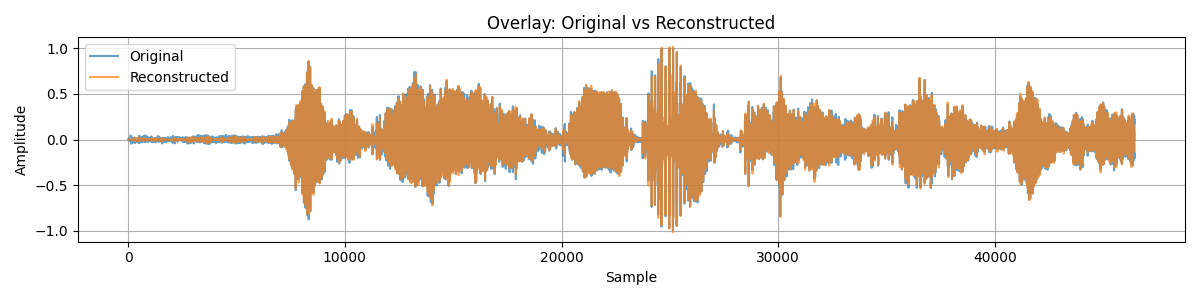 Overlay: Original vs Reconstructed
Original
Reconstructed
Amplitude
1.0
0.5
0.0
−0.5
−1.0
0
10000
20000
30000
40000
Sample